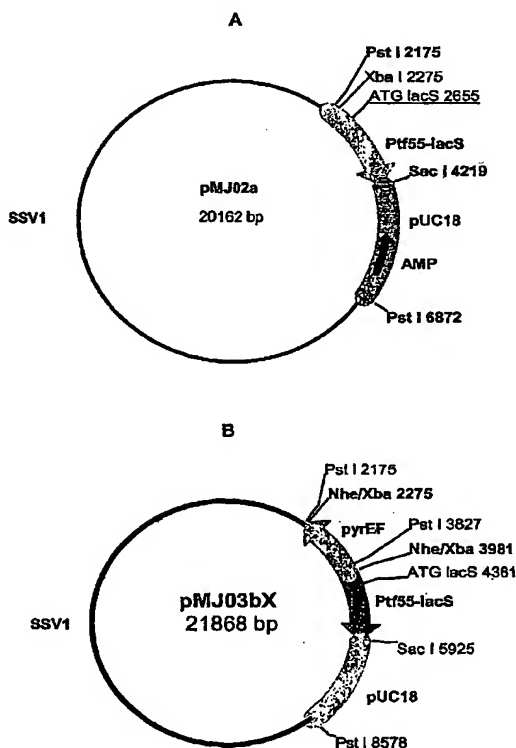 A
Pst I 2175
Xba I 2275
ATG lacS 2655
Ptf55-lacS
Sac I 4219
pMJ02a
20162 bp
SSV1
pUC18
AMP
Pst I 6872
B
Pst I 2175
Nhe/Xba 2275
pyrEF
Pst I 3827
Nhe/Xba 3981
ATG lacS 4361
Ptf55-lacS
pMJ03bX
21868 bp
SSV1
Sac I 5925
pUC18
Pst I 8578